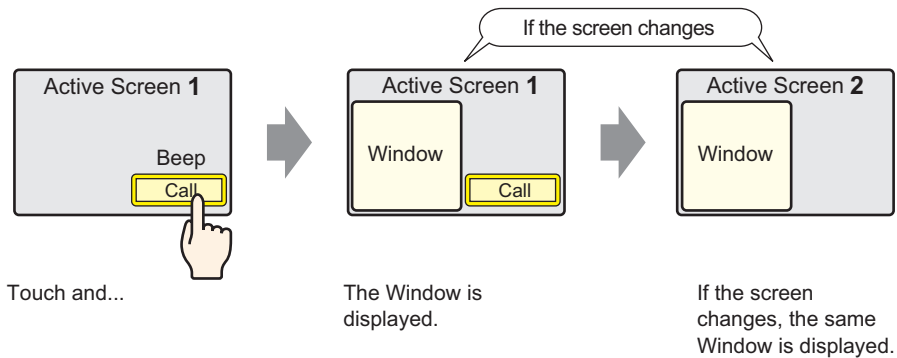 If the screen changes
Active Screen 1
Beep
Call
Touch and...
Active Screen 1
Window
Call
The Window is
displayed.
Active Screen 2
Window
If the screen
changes, the same
Window is displayed.